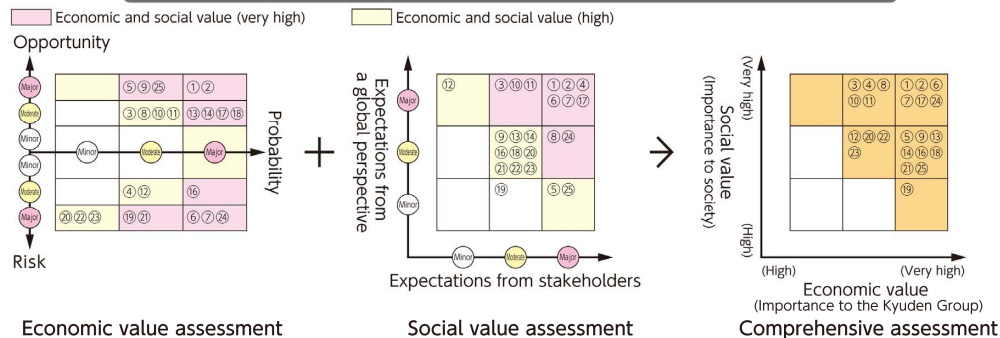 Economic and social value (very high)
Economic and social value (high)
Opportunity
Major
Moderate
Minor
Minor
Moderate
Major
Risk
Minor
Moderate
Major
Probability
⑤⑨㉕
①②
③⑧⑩⑪
⑬⑭⑰⑱
④⑫
⑯
⑳㉒㉓
⑲㉑
⑥⑦㉔
Economic value assessment
+
Expectations from
a global perspective
Major
Moderate
Minor
⑫
③⑩⑪
①②④
⑥⑦⑰
⑨⑬⑭
⑯⑱⑳
㉑㉒㉓
⑧㉔
⑲
⑤㉕
Minor
Moderate
Major
Expectations from stakeholders
Social value assessment
(Very high)
Social value
(Importance to society)
(High)
③④⑧
⑩⑪
①②⑥
⑦⑰㉔
⑫⑳㉒
㉓
⑤⑨⑬
⑭⑯⑱
㉑㉕
⑲
(High)
(Very high)
Economic value
(Importance to the Kyuden Group)
Comprehensive assessment